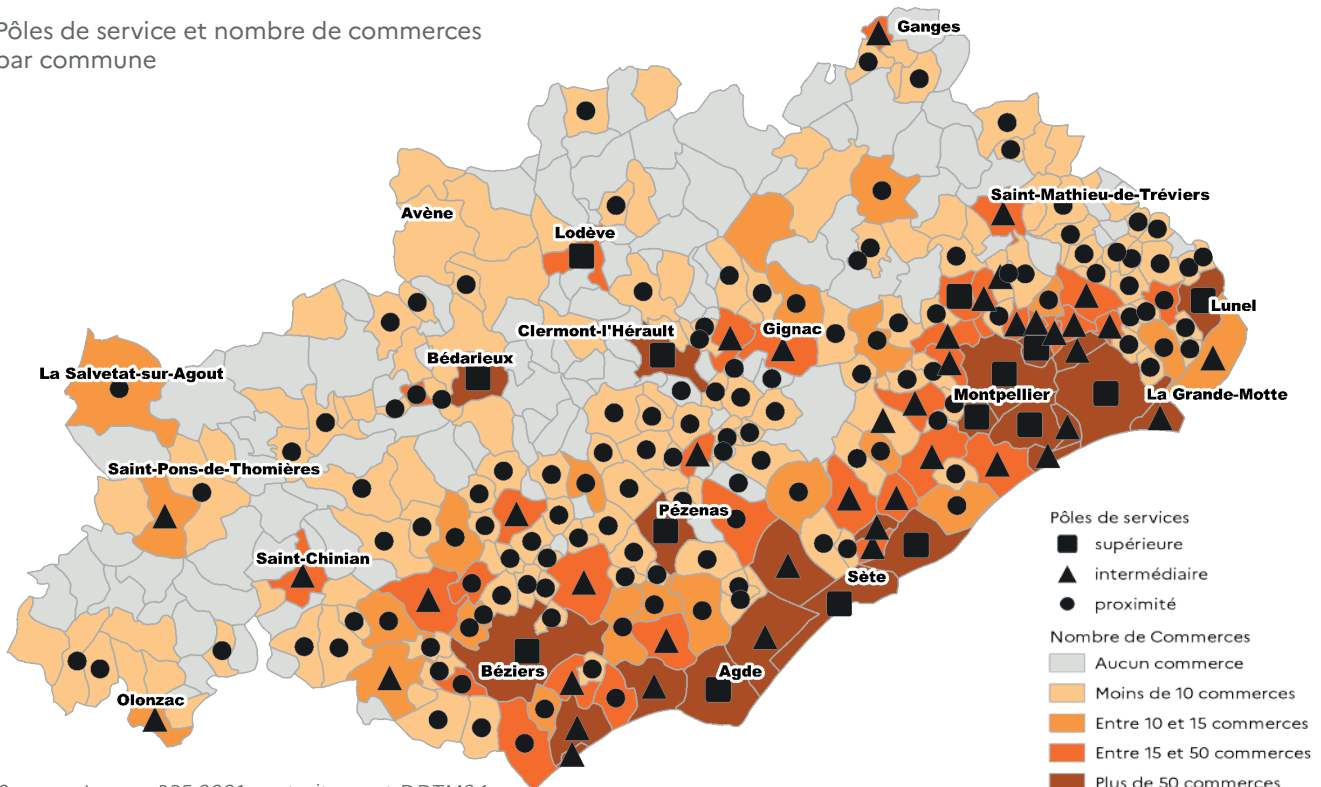 Pôles de service et nombre de commerces
par commune
Ganges
Saint-Mathieu-de-Tréviers
Avène
Lodève
Lunel
Clermont-l'Hérault
Gignac
Bédarieux
La Salvetat-sur-Agout
Montpellier
La Grande-Motte
Saint-Pons-de-Thomières
Pézenas
Saint-Chinian
Sète
Béziers
Agde
Olonzac
Pôles de services
supérieure
intermédiaire
proximité
Nombre de Commerces
Aucun commerce
Moins de 10 commerces
Entre 10 et 15 commerces
Entre 15 et 50 commerces
Plus de 50 commerces